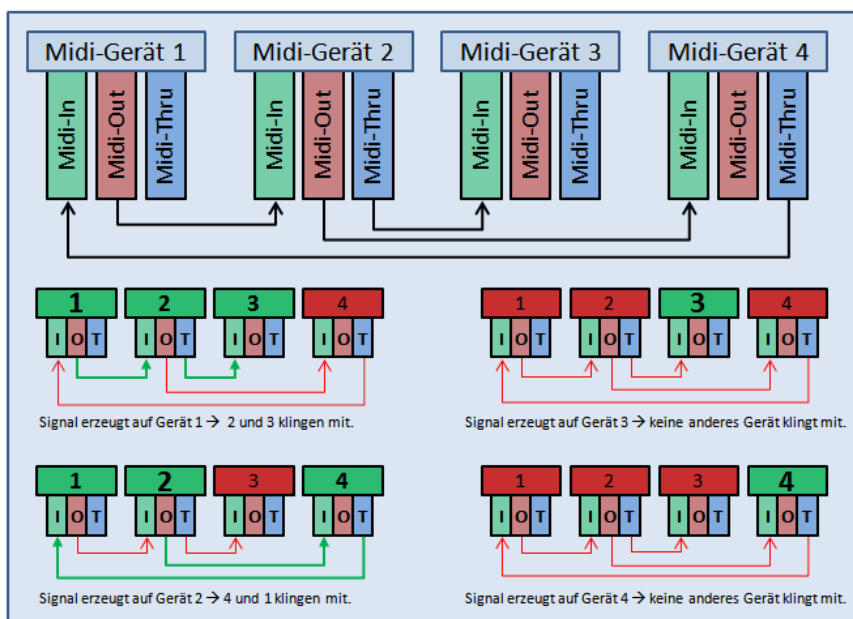 Midi-Gerät 1 Midi-Gerät 2 Midi-Gerät 3 Midi-Gerät 4
Midi-In Midi-Out Midi-Thru Midi-In Midi-Out Midi-Thru Midi-In Midi-Out Midi-Thru Midi-In Midi-Out Midi-Thru
1 2 3 4
I O T I O T I O T I O T
Signal erzeugt auf Gerät 1 → 2 und 3 klingen mit.
1 2 3 4
I O T I O T I O T I O T
Signal erzeugt auf Gerät 3 → keine anderes Gerät klingt mit.
1 2 3 4
I O T I O T I O T I O T
Signal erzeugt auf Gerät 2 → 4 und 1 klingen mit.
1 2 3 4
I O T I O T I O T I O T
Signal erzeugt auf Gerät 4 → keine anderes Gerät klingt mit.